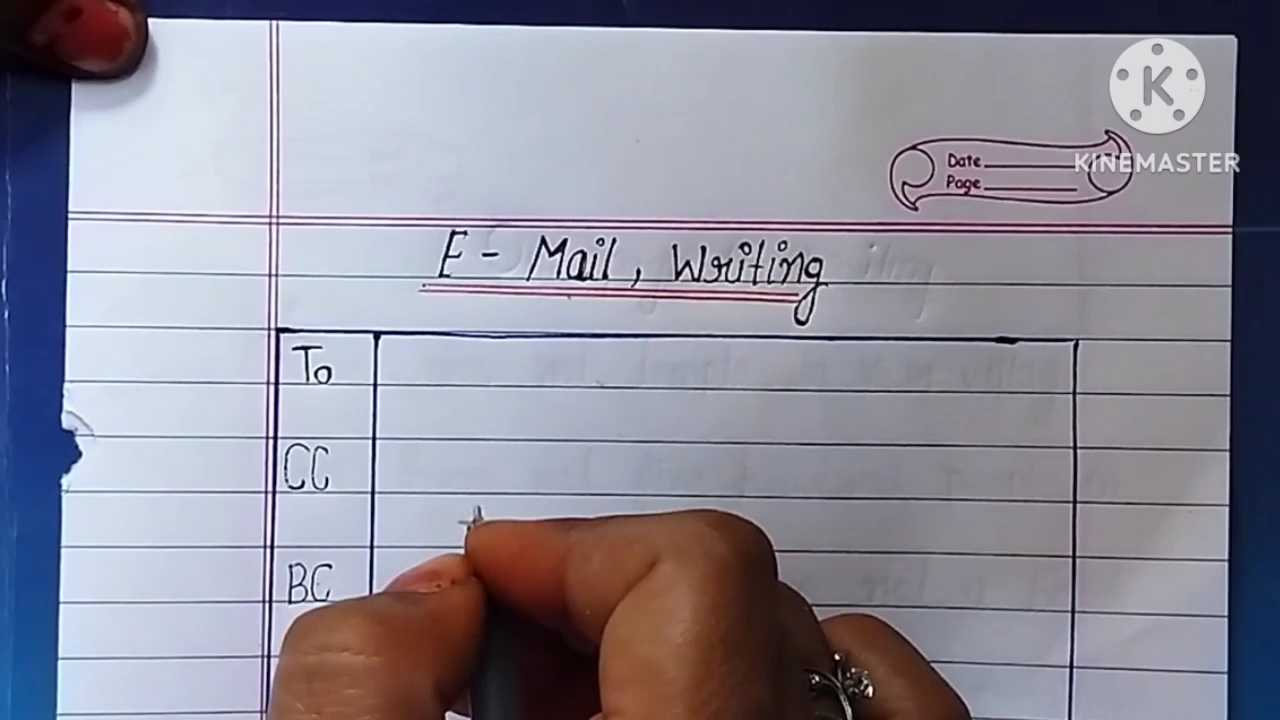 K
KINEMASTER
Date
Page
E - Mail, Writing
To
CC
BC